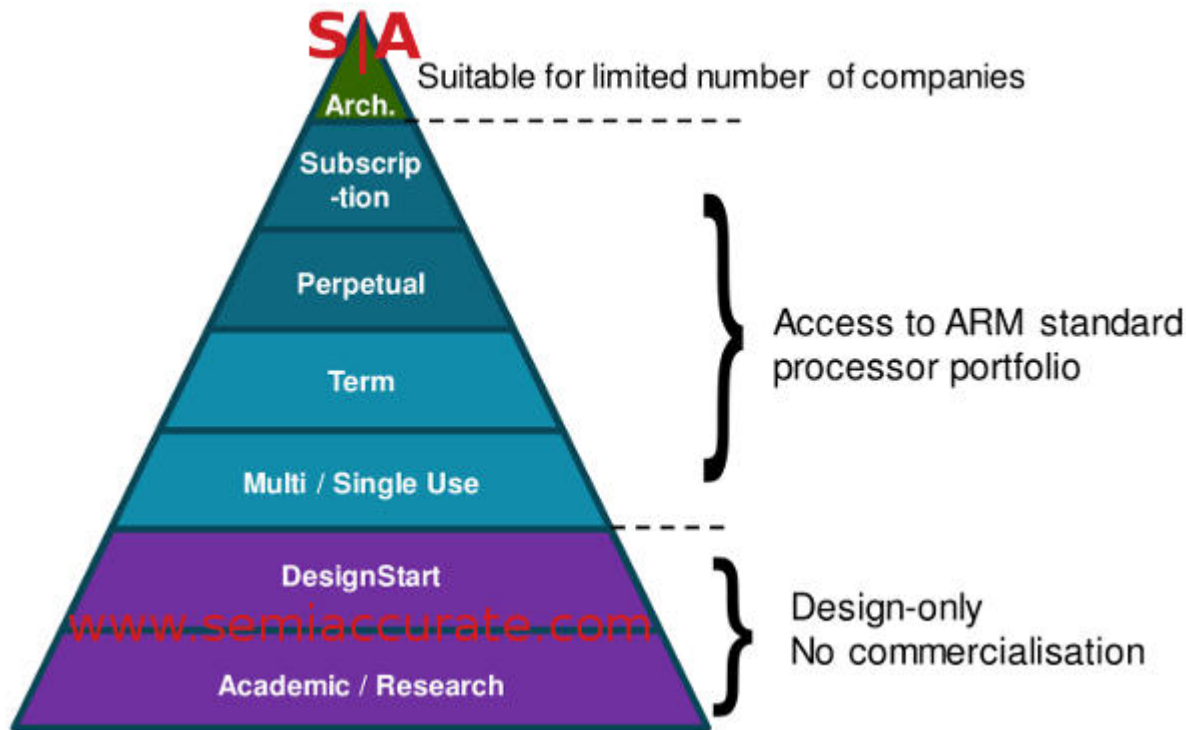 S|A
Suitable for limited number of companies
Arch.
Subscrip
-tion
Perpetual
Term
Multi / Single Use
Access to ARM standard
processor portfolio
DesignStart
www.semiaccurate.com
Academic / Research
Design-only
No commercialisation